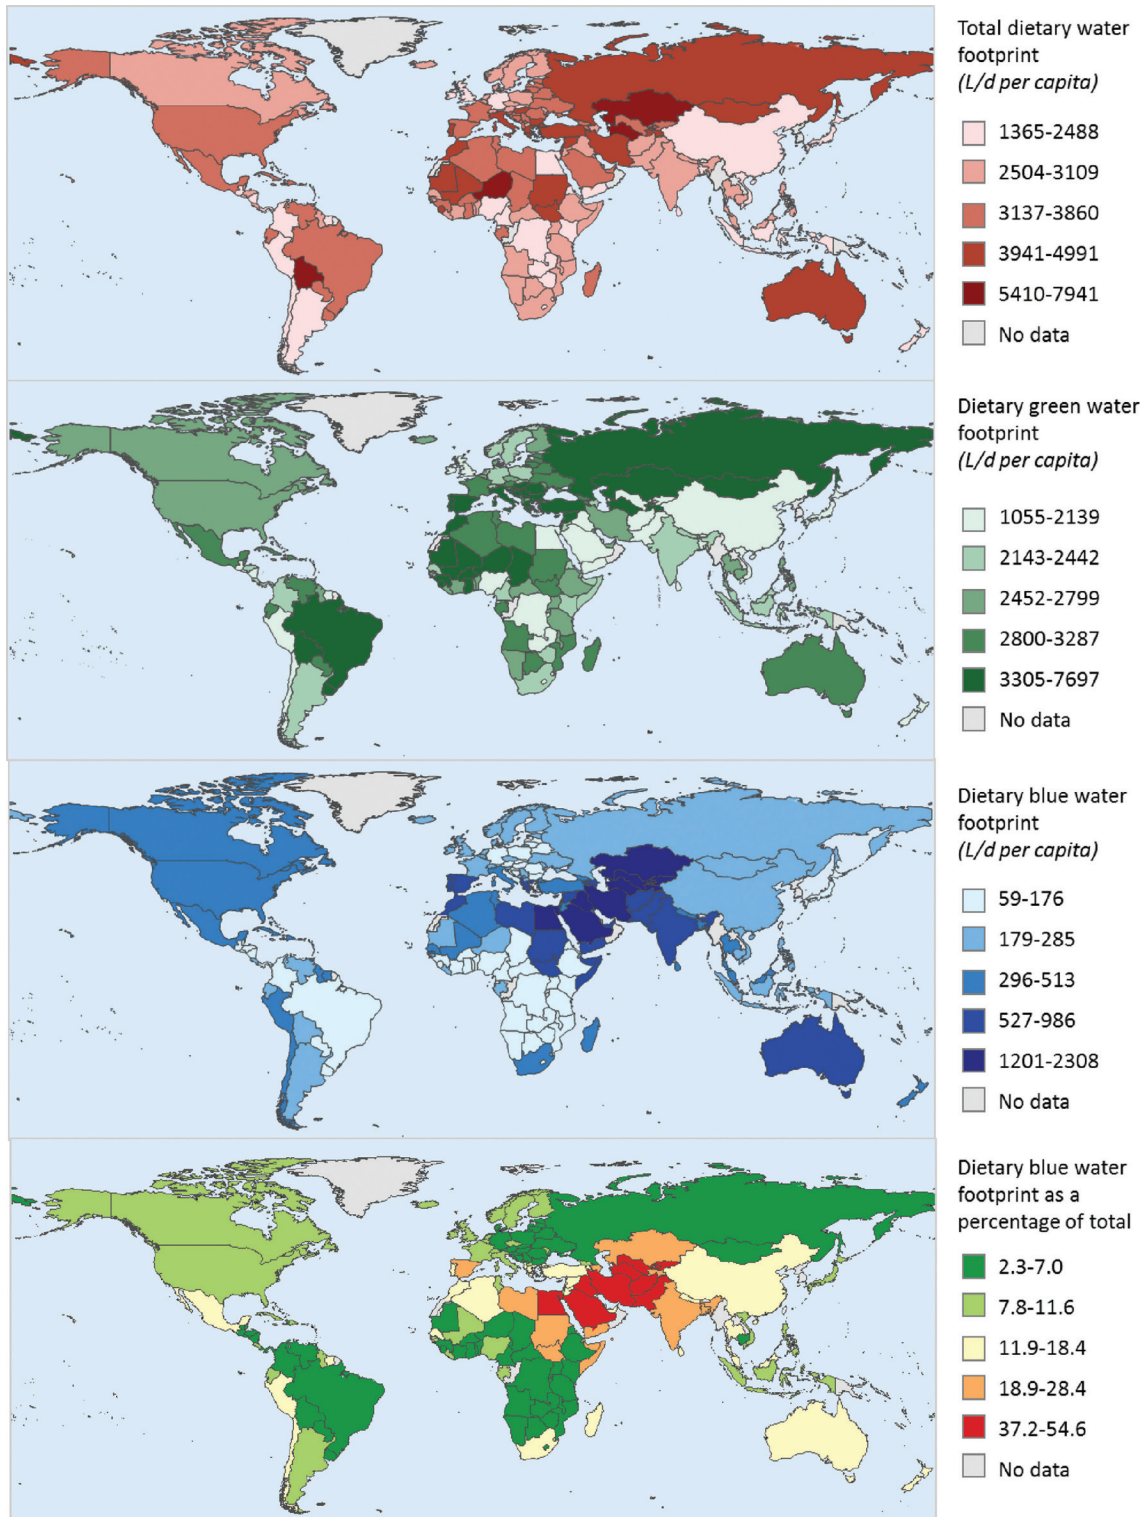 Total dietary water
footprint
(L/d per capita)
1365-2488
2504-3109
3137-3860
3941-4991
5410-7941
No data
Dietary green water
footprint
(L/d per capita)
1055-2139
2143-2442
2452-2799
2800-3287
3305-7697
No data
Dietary blue water
footprint
(L/d per capita)
59-176
179-285
296-513
527-986
1201-2308
No data
Dietary blue water
footprint as a
percentage of total
2.3-7.0
7.8-11.6
11.9-18.4
18.9-28.4
37.2-54.6
No data